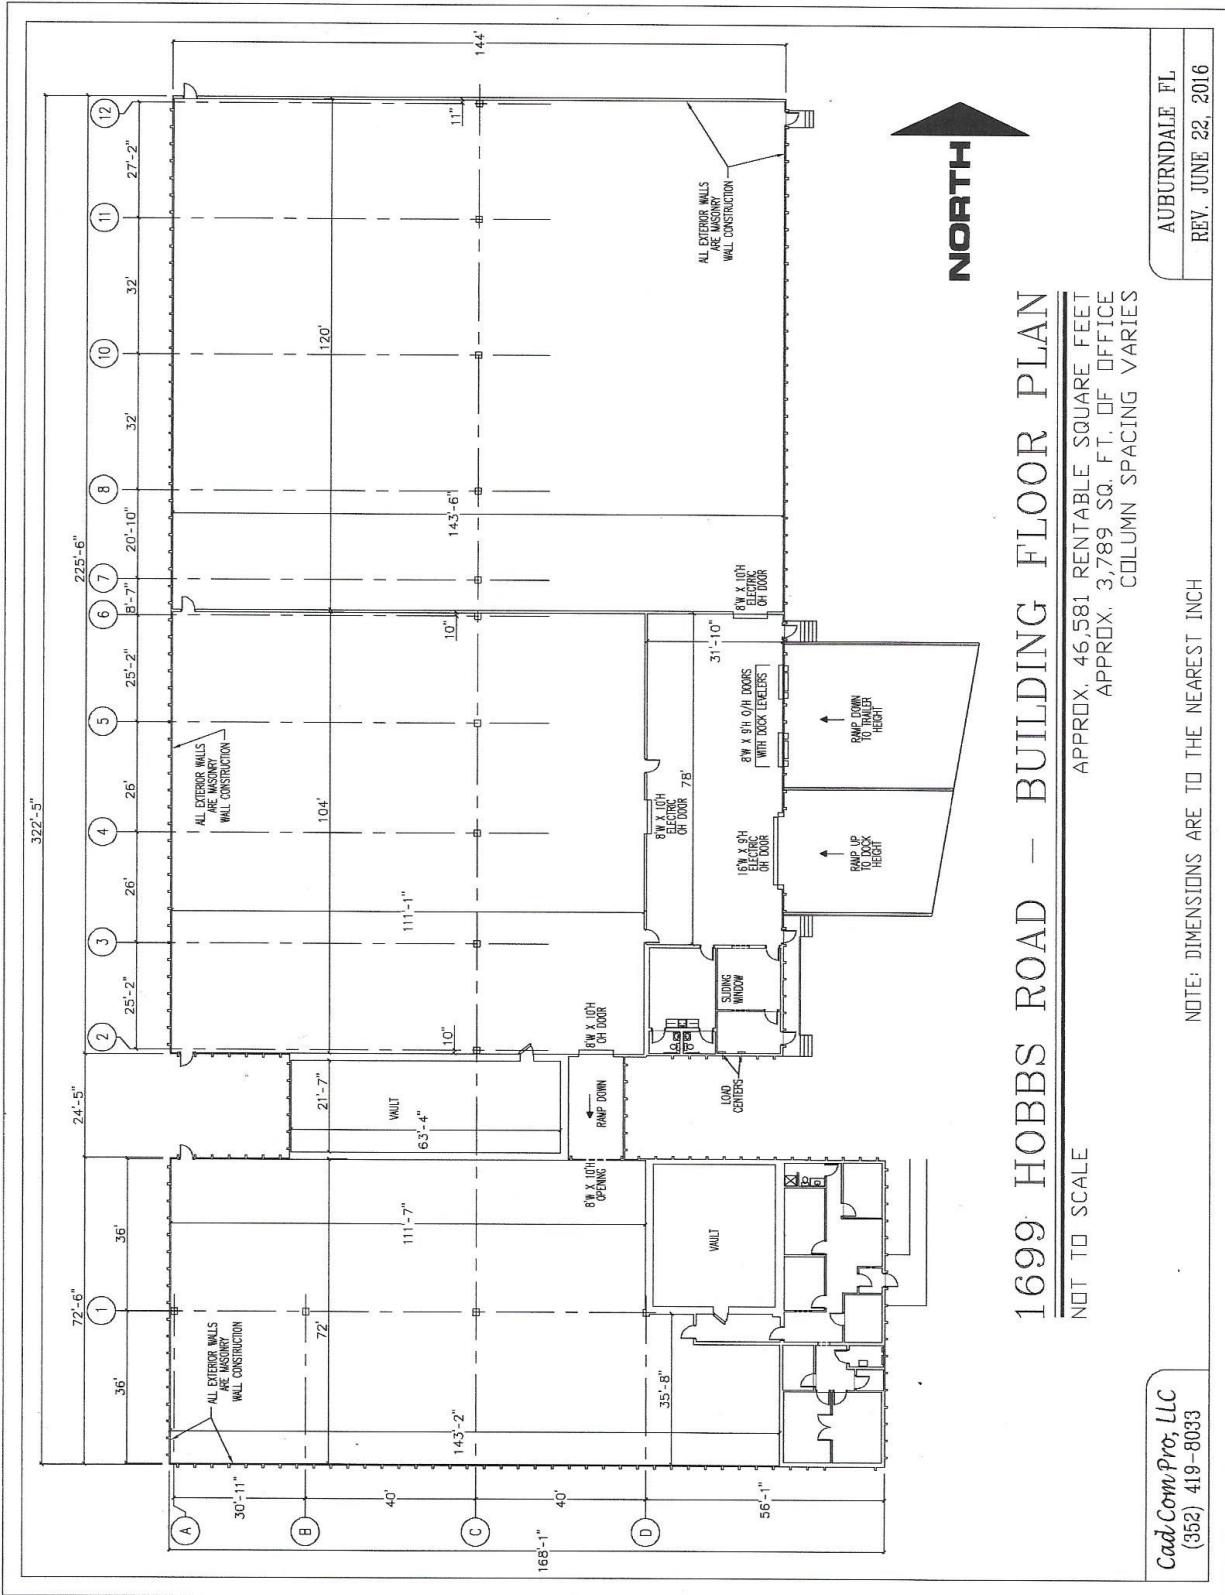 322'-5"
72'-6"
24'-5"
225'-6"
36'
36'
25'-2"
26'
26'
25'-2"
8'-7"
20'-10"
32'
32'
27'-2"
1
2
3
4
5
6
7
8
10
11
12
A
B
C
D
30'-11"
40'
40'
56'-1"
168'-1"
144'
ALL EXTERIOR WALLS
ARE MASONRY
WALL CONSTRUCTION
72'
143'-2"
111'-7"
35'-8"
VAULT
8'W X 10'H
OPENING
21'-7"
VAULT
63'-4"
RAMP DOWN
10"
8'W X 10'H
OH DOOR
LOAD
CENTERS
SLIDING
WINDOW
ALL EXTERIOR WALLS
ARE MASONRY
WALL CONSTRUCTION
104'
111'-1"
10"
8'W X 10'H
ELECTRIC
OH DOOR
78'
31'-10"
16'W X 9'H
ELECTRIC
OH DOOR
8'W X 9'H O/H DOORS
WITH DOCK LEVELERS
8'W X 10'H
ELECTRIC
OH DOOR
RAMP UP
TO DOCK
HEIGHT
RAMP DOWN
TO TRAILER
HEIGHT
120'
143'-6"
11"
ALL EXTERIOR WALLS
ARE MASONRY
WALL CONSTRUCTION
NORTH
1699 HOBBS ROAD - BUILDING FLOOR PLAN
NOT TO SCALE
APPROX. 46,581 RENTABLE SQUARE FEET
APPROX. 3,789 SQ. FT. OF OFFICE
COLUMN SPACING VARIES
NOTE: DIMENSIONS ARE TO THE NEAREST INCH
CadComPro, LLC
(352) 419-8033
AUBURNDALE FL
REV. JUNE 22, 2016